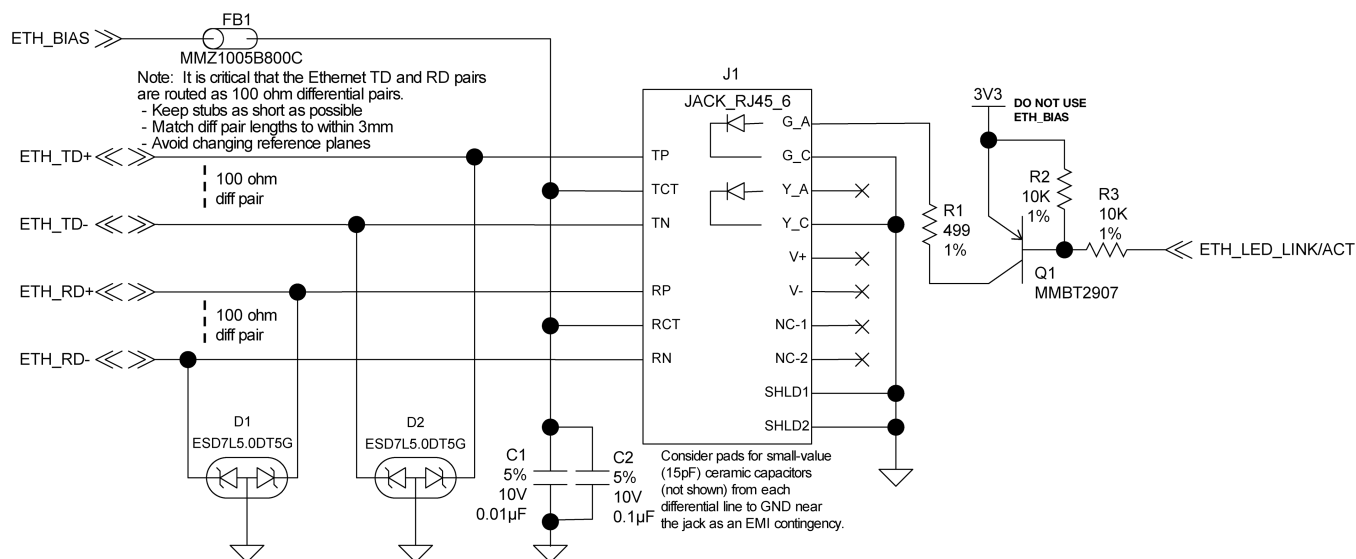 FB1
ETH_BIAS
MMZ1005B800C
Note: It is critical that the Ethernet TD and RD pairs
are routed as 100 ohm differential pairs.
- Keep stubs as short as possible
- Match diff pair lengths to within 3mm
- Avoid changing reference planes
ETH_TD+
100 ohm
diff pair
ETH_TD-
ETH_RD+
100 ohm
diff pair
ETH_RD-
D1
ESD7L5.0DT5G
D2
ESD7L5.0DT5G
C1
5%
10V
0.01µF
C2
5%
10V
0.1µF
J1
JACK_RJ45_6
TP
TCT
TN
RP
RCT
RN
G_A
G_C
Y_A
Y_C
V+
V-
NC-1
NC-2
SHLD1
SHLD2
Consider pads for small-value
(15pF) ceramic capacitors
(not shown) from each
differential line to GND near
the jack as an EMI contingency.
3V3
DO NOT USE
ETH_BIAS
R1
499
1%
R2
10K
1%
R3
10K
1%
Q1
MMBT2907
ETH_LED_LINK/ACT